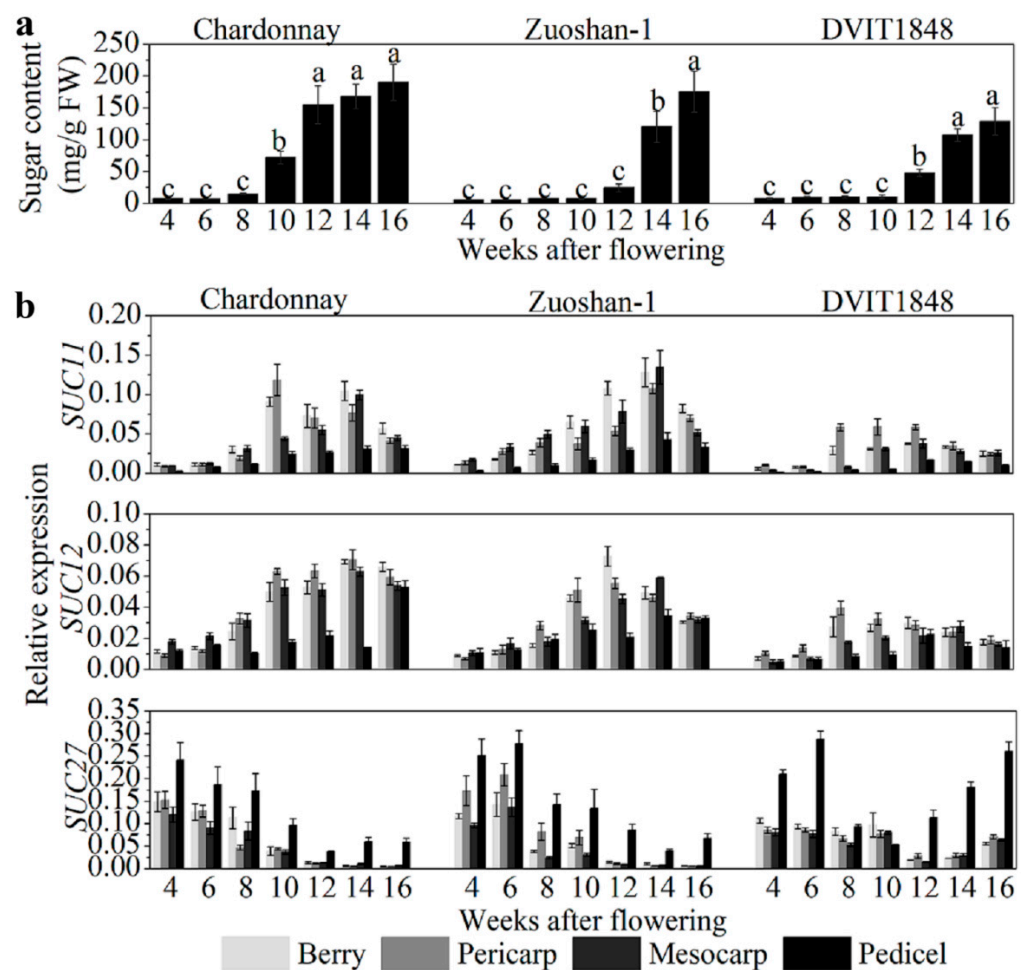 a
Chardonnay Zuoshan-1 DVIT1848
Sugar content
(mg/g FW)
250
200
150
100
50
0
c c c b a a a
c c c c c b a
c c c c b a a
4 6 8 10 12 14 16 4 6 8 10 12 14 16 4 6 8 10 12 14 16
Weeks after flowering
b
Chardonnay Zuoshan-1 DVIT1848
Relative expression
SUC11
0.20
0.15
0.10
0.05
0.00
SUC12
0.10
0.08
0.06
0.04
0.02
0.00
SUC27
0.35
0.30
0.25
0.20
0.15
0.10
0.05
0.00
4 6 8 10 12 14 16 4 6 8 10 12 14 16 4 6 8 10 12 14 16
Weeks after flowering
Berry Pericarp Mesocarp Pedicel